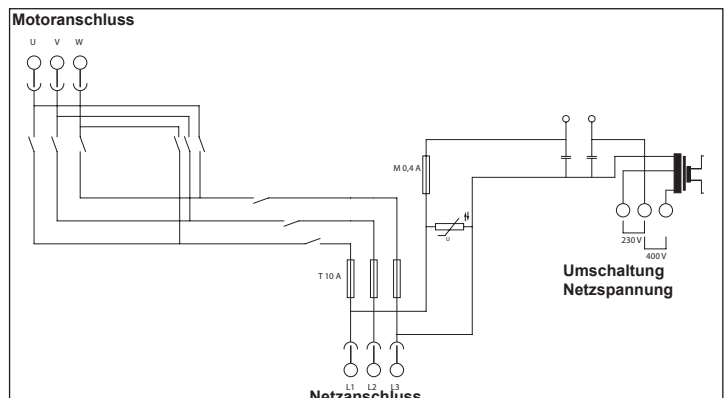 Motoranschluss
U V W
M 0,4 A
U
230 V
400 V
T 10 A
Umschaltung
Netzspannung
L1 L2 L3
Netzanschluss